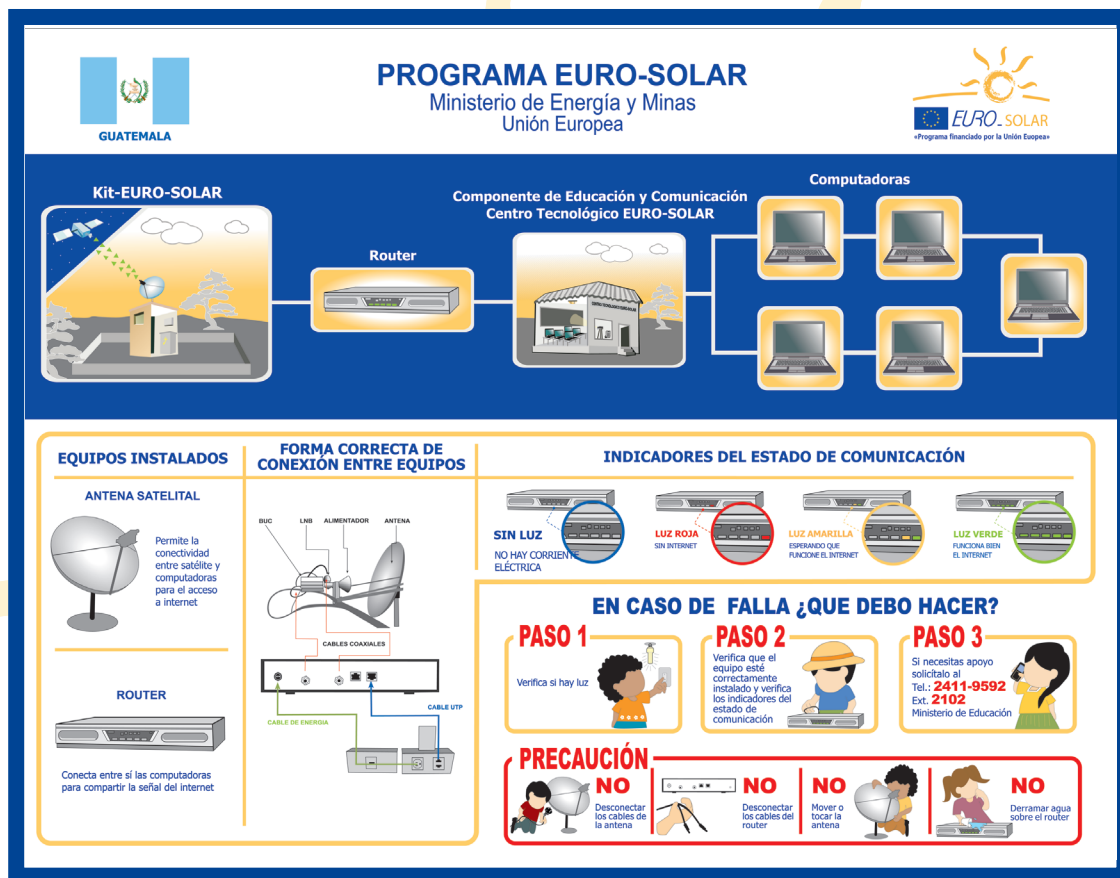 PROGRAMA EURO-SOLAR
Ministerio de Energía y Minas
Unión Europea
GUATEMALA
EURO-SOLAR
«Programa financiado por la Unión Euopea»
Kit-EURO-SOLAR
Router
Componente de Educación y Comunicación
Centro Tecnológico EURO-SOLAR
CENTRO TECNOLOGICO EURO-SOLAR
Computadoras
EQUIPOS INSTALADOS
ANTENA SATELITAL
Permite la
conectividad
entre satélite y
computadoras
para el acceso
a internet
ROUTER
Conecta entre sí las computadoras
para compartir la señal del internet
FORMA CORRECTA DE
CONEXIÓN ENTRE EQUIPOS
BUC LNB ALIMENTADOR ANTENA
CABLES COAXIALES
CABLE DE ENERGIA
CABLE UTP
INDICADORES DEL ESTADO DE COMUNICACIÓN
SIN LUZ
NO HAY CORRIENTE
ELÉCTRICA
LUZ ROJA
SIN INTERNET
LUZ AMARILLA
ESPERANDO QUE
FUNCIONE EL INTERNET
LUZ VERDE
FUNCIONA BIEN
EL INTERNET
EN CASO DE FALLA ¿QUE DEBO HACER?
PASO 1
Verifica si hay luz
PASO 2
Verifica que el
equipo esté
correctamente
instalado y verifica
los indicadores del
estado de
comunicación
PASO 3
Si necesitas apoyo
solicítalo al
Tel.: 2411-9592
Ext. 2102
Ministerio de Educación
PRECAUCIÓN
NO
Desconectar
los cables de
la antena
NO
Desconectar
los cables del
router
NO
Mover o
tocar la
antena
NO
Derramar agua
sobre el router